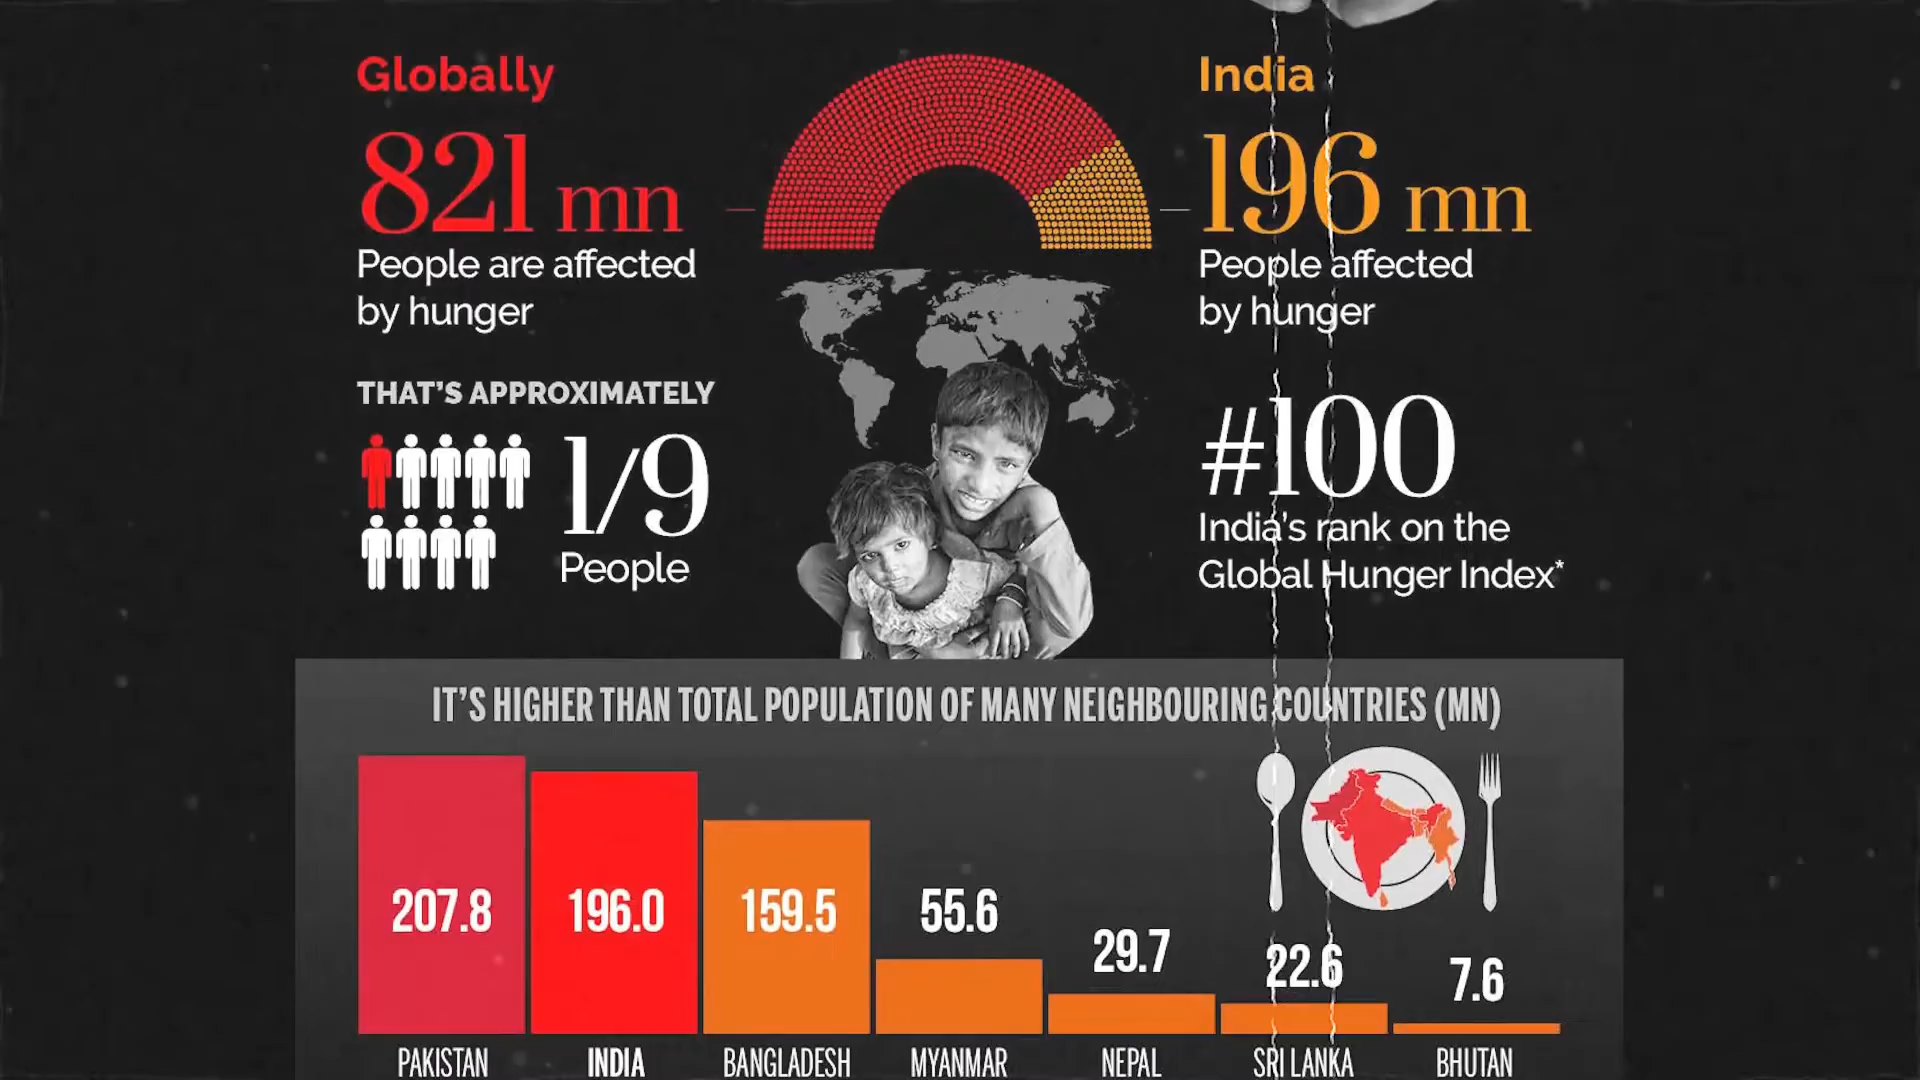 Globally
821 mn
People are affected
by hunger
THAT'S APPROXIMATELY
1/9
People
India
196 mn
People affected
by hunger
#100
India's rank on the
Global Hunger Index*
IT'S HIGHER THAN TOTAL POPULATION OF MANY NEIGHBOURING COUNTRIES (MN)
207.8
196.0
159.5
55.6
29.7
22.6
7.6
PAKISTAN
INDIA
BANGLADESH
MYANMAR
NEPAL
SRI LANKA
BHUTAN